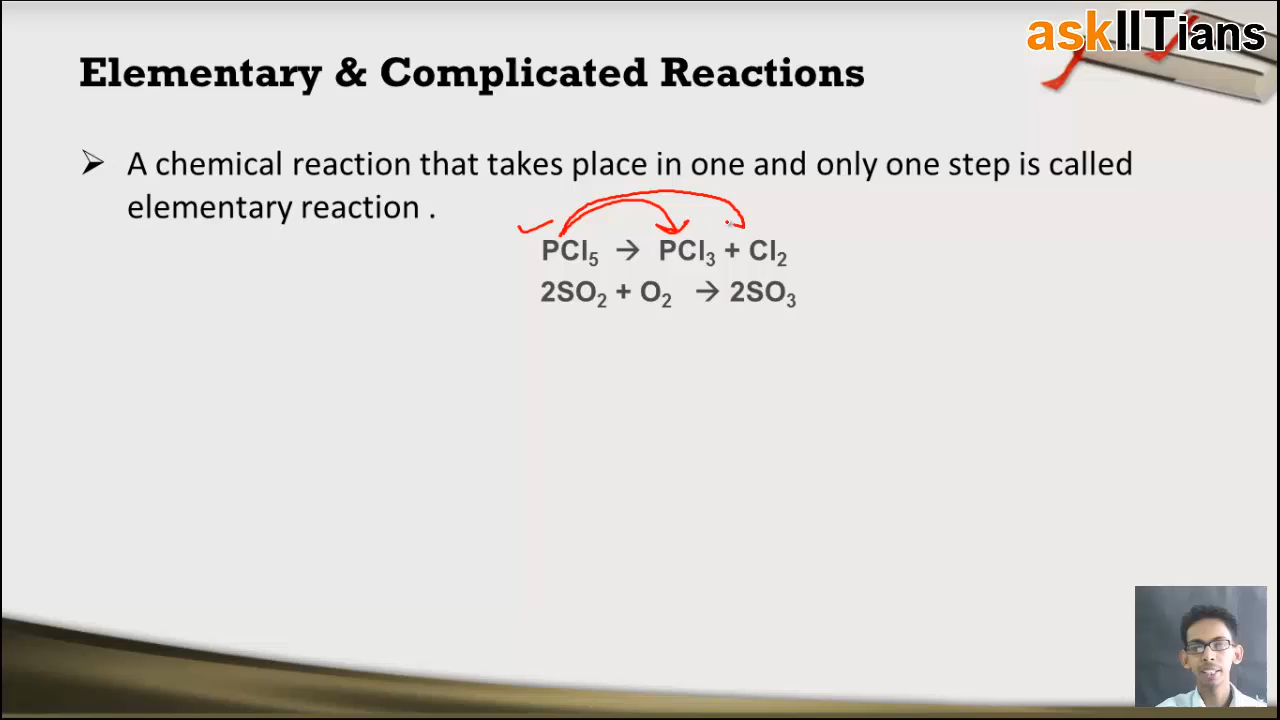 askIITians
Elementary & Complicated Reactions
➢ A chemical reaction that takes place in one and only one step is called
elementary reaction .
PCl₅ → PCl₃ + Cl₂
2SO₂ + O₂ → 2SO₃